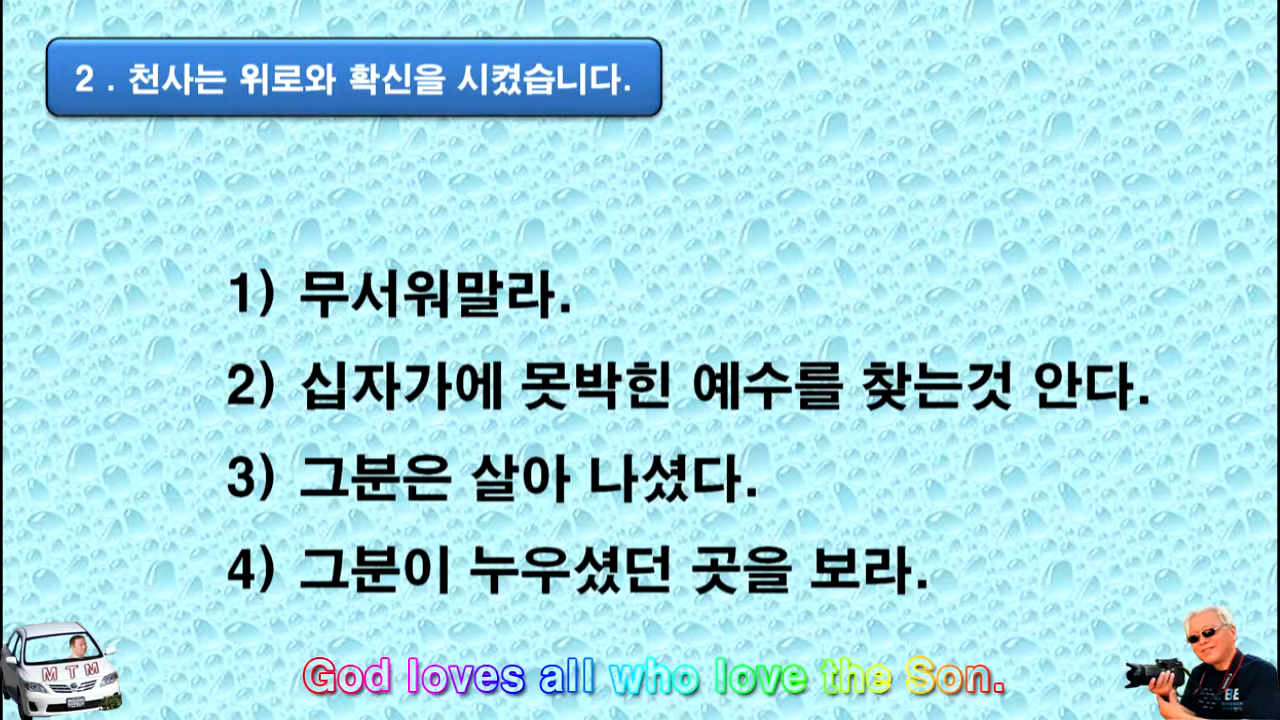 2 . 천사는 위로와 확신을 시켰습니다.
1) 무서워말라.
2) 십자가에 못박힌 예수를 찾는것 안다.
3) 그분은 살아 나셨다.
4) 그분이 누우셨던 곳을 보라.
God loves all who love the Son.
M T M
BE